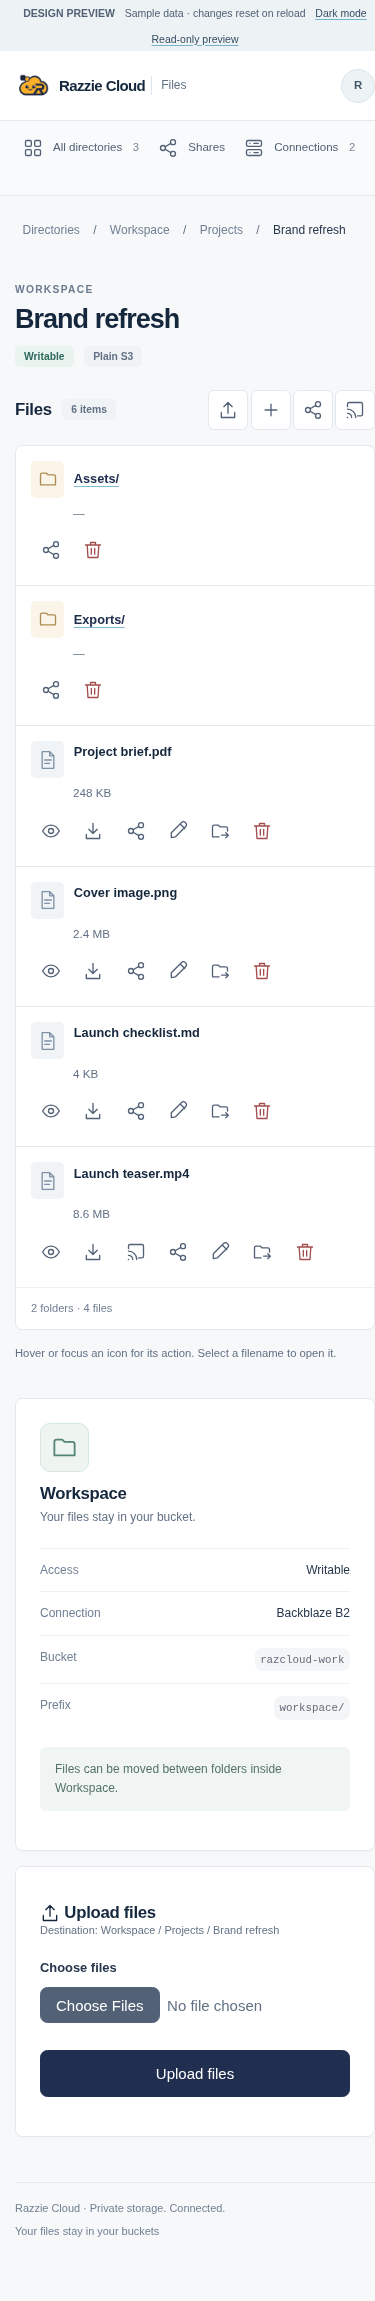 DESIGN PREVIEW Sample data · changes reset on reload Dark mode
Read-only preview
Razzie Cloud Files R
All directories 3 Shares Connections 2
Directories / Workspace / Projects / Brand refresh
WORKSPACE
Brand refresh
Writable Plain S3
Files 6 items
Assets/
—
Exports/
—
Project brief.pdf
248 KB
Cover image.png
2.4 MB
Launch checklist.md
4 KB
Launch teaser.mp4
8.6 MB
2 folders · 4 files
Hover or focus an icon for its action. Select a filename to open it.
Workspace
Your files stay in your bucket.
Access Writable
Connection Backblaze B2
Bucket razcloud-work
Prefix workspace/
Files can be moved between folders inside
Workspace.
Upload files
Destination: Workspace / Projects / Brand refresh
Choose files
Choose Files No file chosen
Upload files
Razzie Cloud · Private storage. Connected.
Your files stay in your buckets